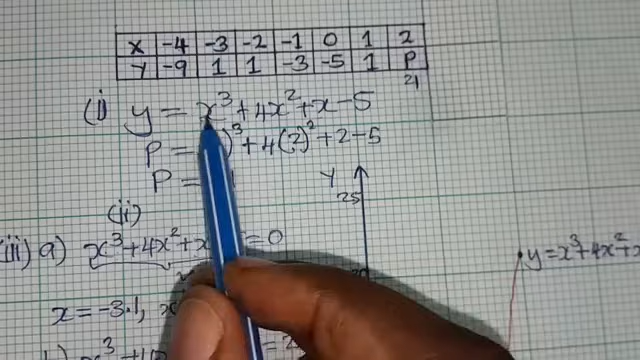 x -4 -3 -2 -1 0 1 2
y -9 1 1 -3 -5 1 P
21
(i) y = x³ + 4x² + x - 5
P = )³ + 4(2)² + 2 - 5
P =
Y
25
(ii)
(iii) a) x³ + 4x² + x = 0
y = x³ + 4x² + x
x = -3.1, x
x³ +